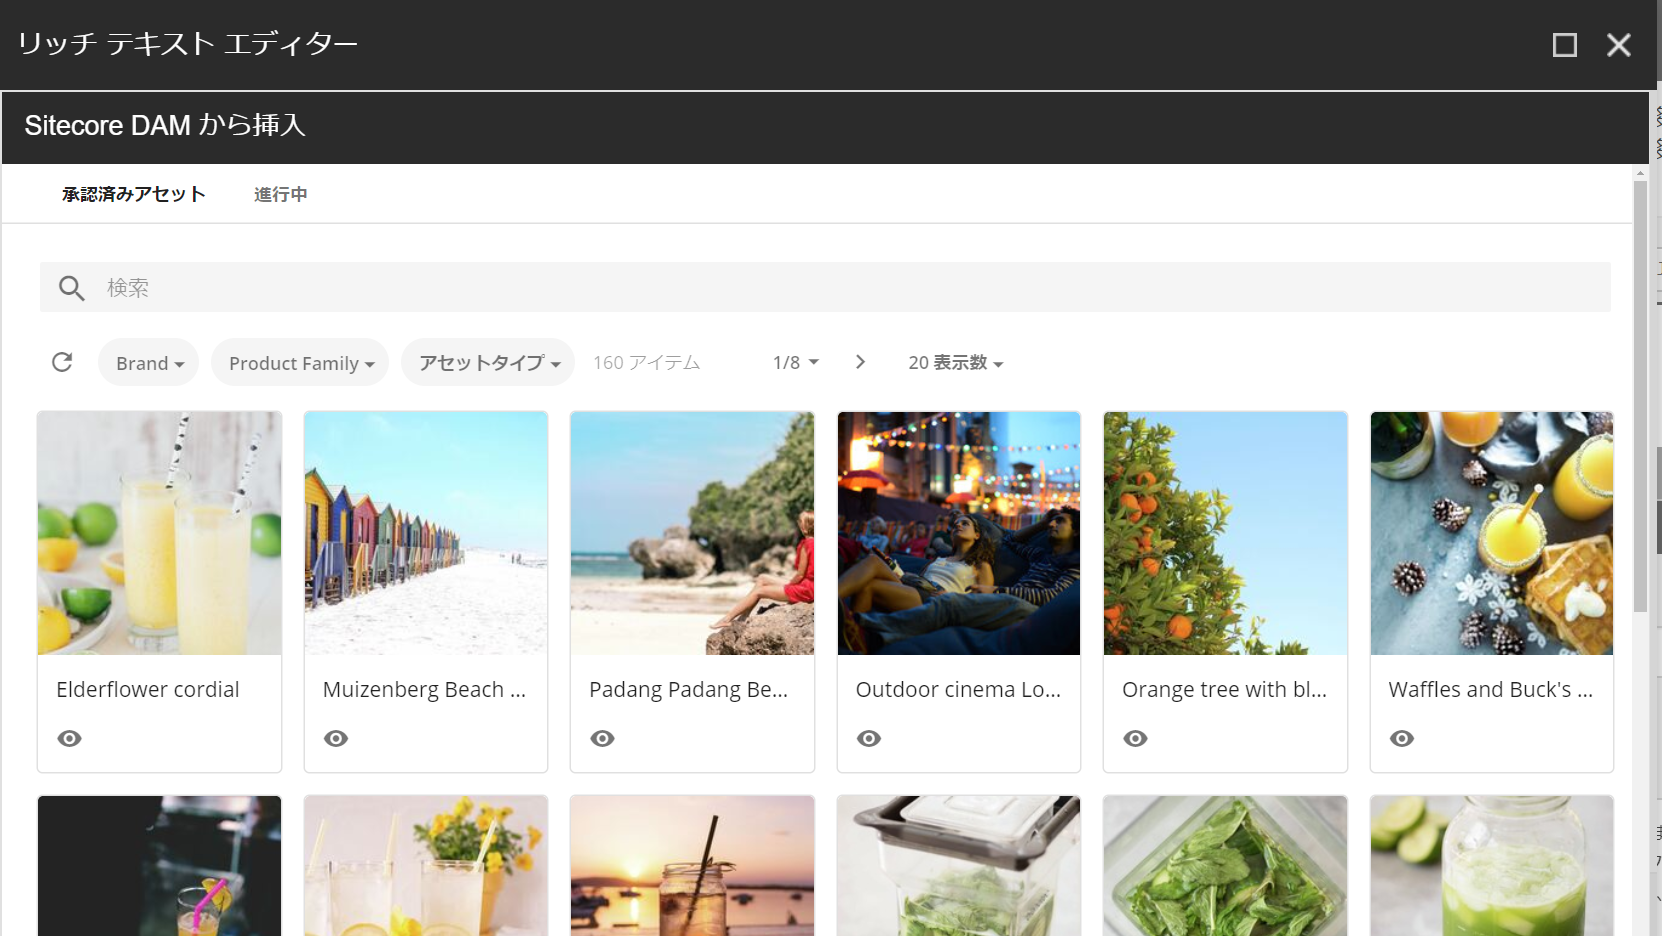 リッチ テキスト エディター
Sitecore DAM から挿入
承認済みアセット 進行中
検索
Brand Product Family アセットタイプ 160 アイテム 1/8 20 表示数
Elderflower cordial Muizenberg Beach ... Padang Padang Be... Outdoor cinema Lo... Orange tree with bl... Waffles and Buck's ...